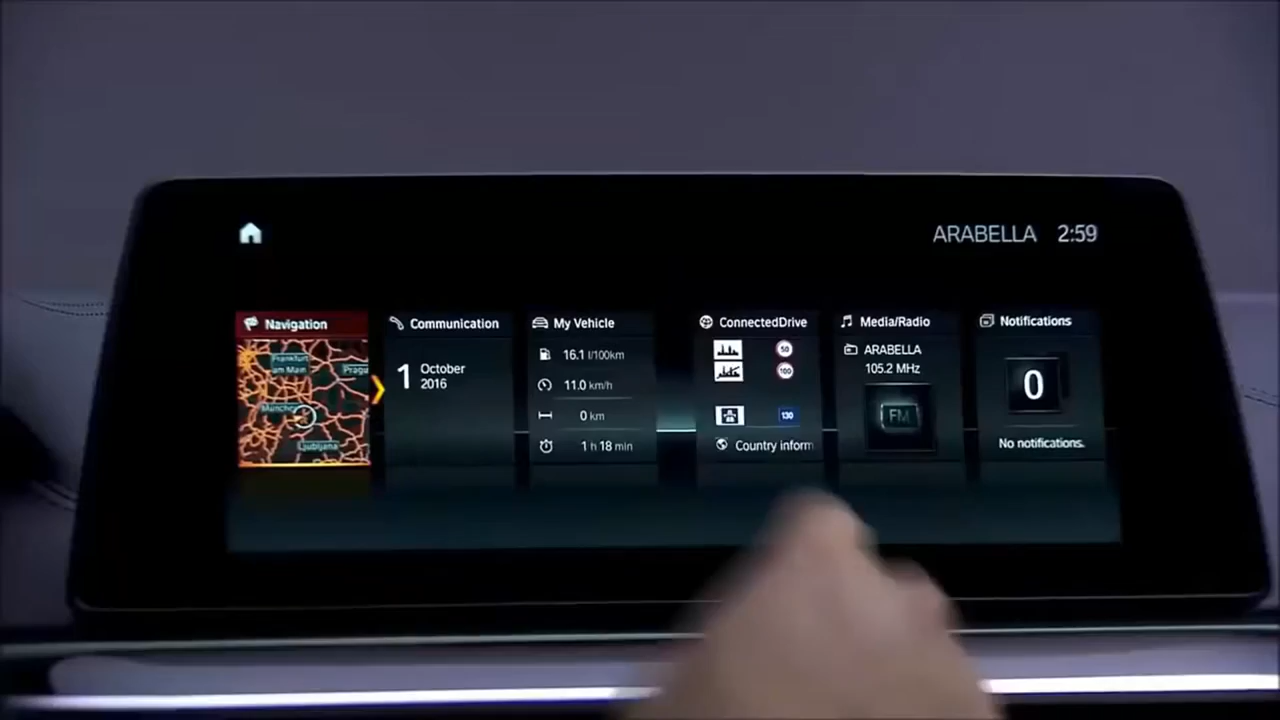 ARABELLA 2:59
Navigation
Frankfurt
am Main
Münche
Ljubljana
Communication
1 October
2016
My Vehicle
16.1 l/100km
11.0 km/h
0 km
1 h 18 min
ConnectedDrive
50
100
130
Country inform
Media/Radio
ARABELLA
105.2 MHz
FM
Notifications
0
No notifications.